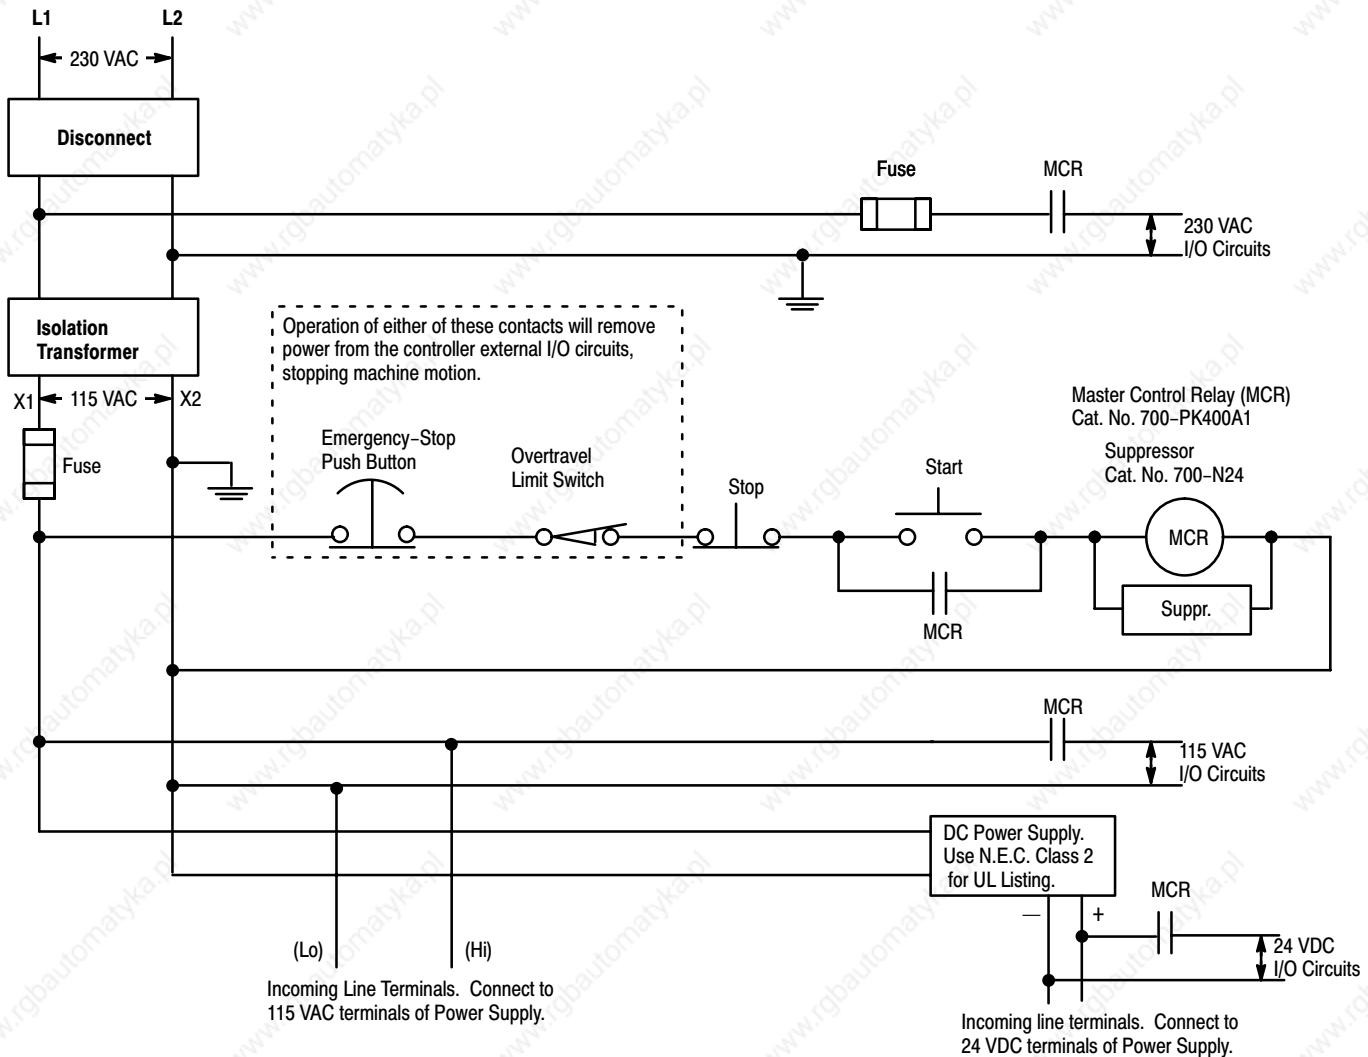 L1
L2
230 VAC
Disconnect
Fuse
MCR
230 VAC
I/O Circuits
Isolation
Transformer
Operation of either of these contacts will remove
power from the controller external I/O circuits,
stopping machine motion.
X1
115 VAC
X2
Fuse
Emergency-Stop
Push Button
Overtravel
Limit Switch
Stop
Start
Master Control Relay (MCR)
Cat. No. 700-PK400A1
Suppressor
Cat. No. 700-N24
MCR
Suppr.
MCR
MCR
115 VAC
I/O Circuits
DC Power Supply.
Use N.E.C. Class 2
for UL Listing.
— +
MCR
24 VDC
I/O Circuits
(Lo)
(Hi)
Incoming Line Terminals. Connect to
115 VAC terminals of Power Supply.
Incoming line terminals. Connect to
24 VDC terminals of Power Supply.
www.rgbautomatyka.pl